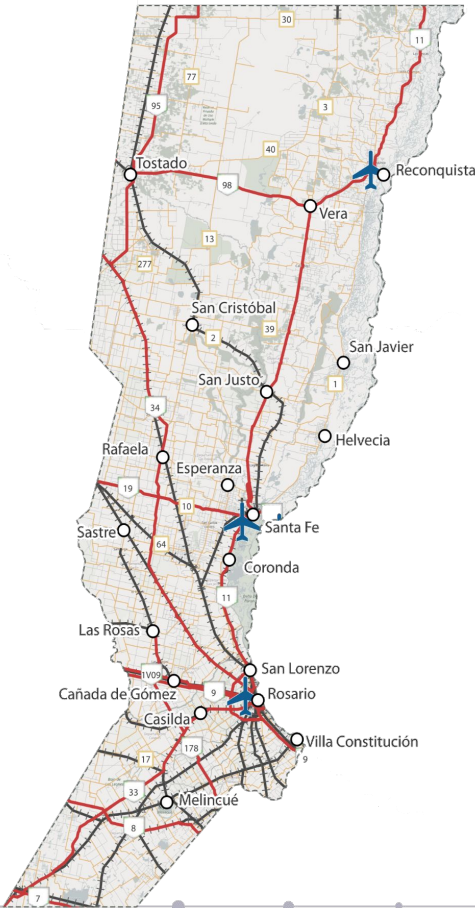 30
11
77
95
3
40
Tostado
98
Reconquista
Vera
13
277
San Cristóbal
2
39
San Javier
1
San Justo
34
Helvecia
Rafaela
Esperanza
19
10
Santa Fe
Sastre
64
Coronda
11
Las Rosas
San Lorenzo
1V09
Cañada de Gómez
9
Rosario
Casilda
Villa Constitución
178
9
17
33
Melincué
8
7